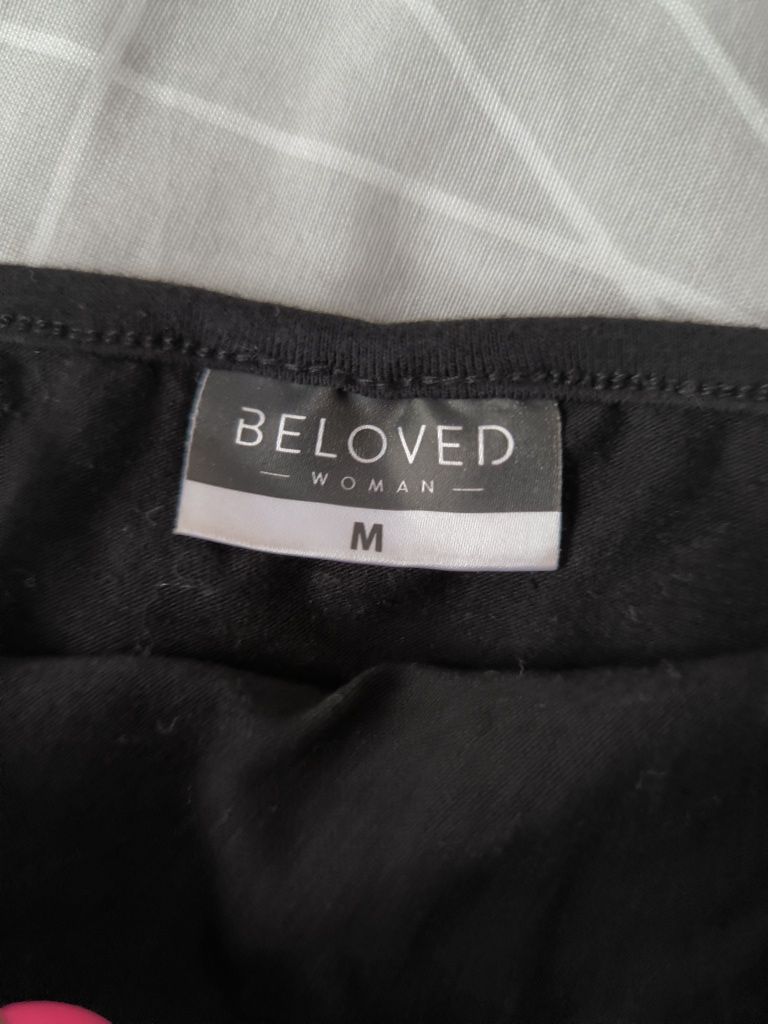 BELOVED
— WOMAN —
M